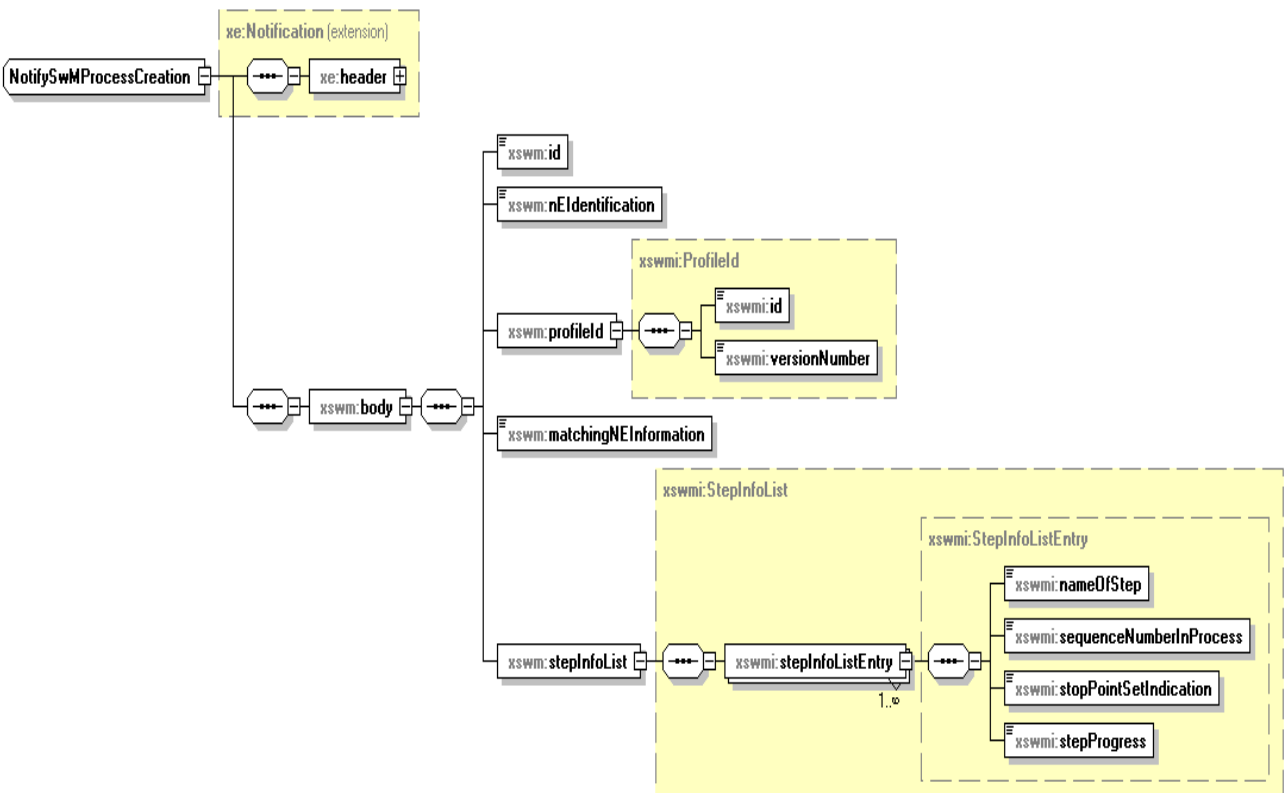 xe:Notification (extension)
NotifySwMProcessCreation
xe:header
xswm:id
xswm:nEIdentification
xswmi:ProfileId
xswmi:id
xswm:profileId
xswmi:versionNumber
xswm:body
xswm:matchingNEInformation
xswmi:StepInfoList
xswmi:StepInfoListEntry
xswmi:nameOfStep
xswmi:sequenceNumberInProcess
xswm:stepInfoList
xswmi:stepInfoListEntry
xswmi:stopPointSetIndication
1..∞
xswmi:stepProgress